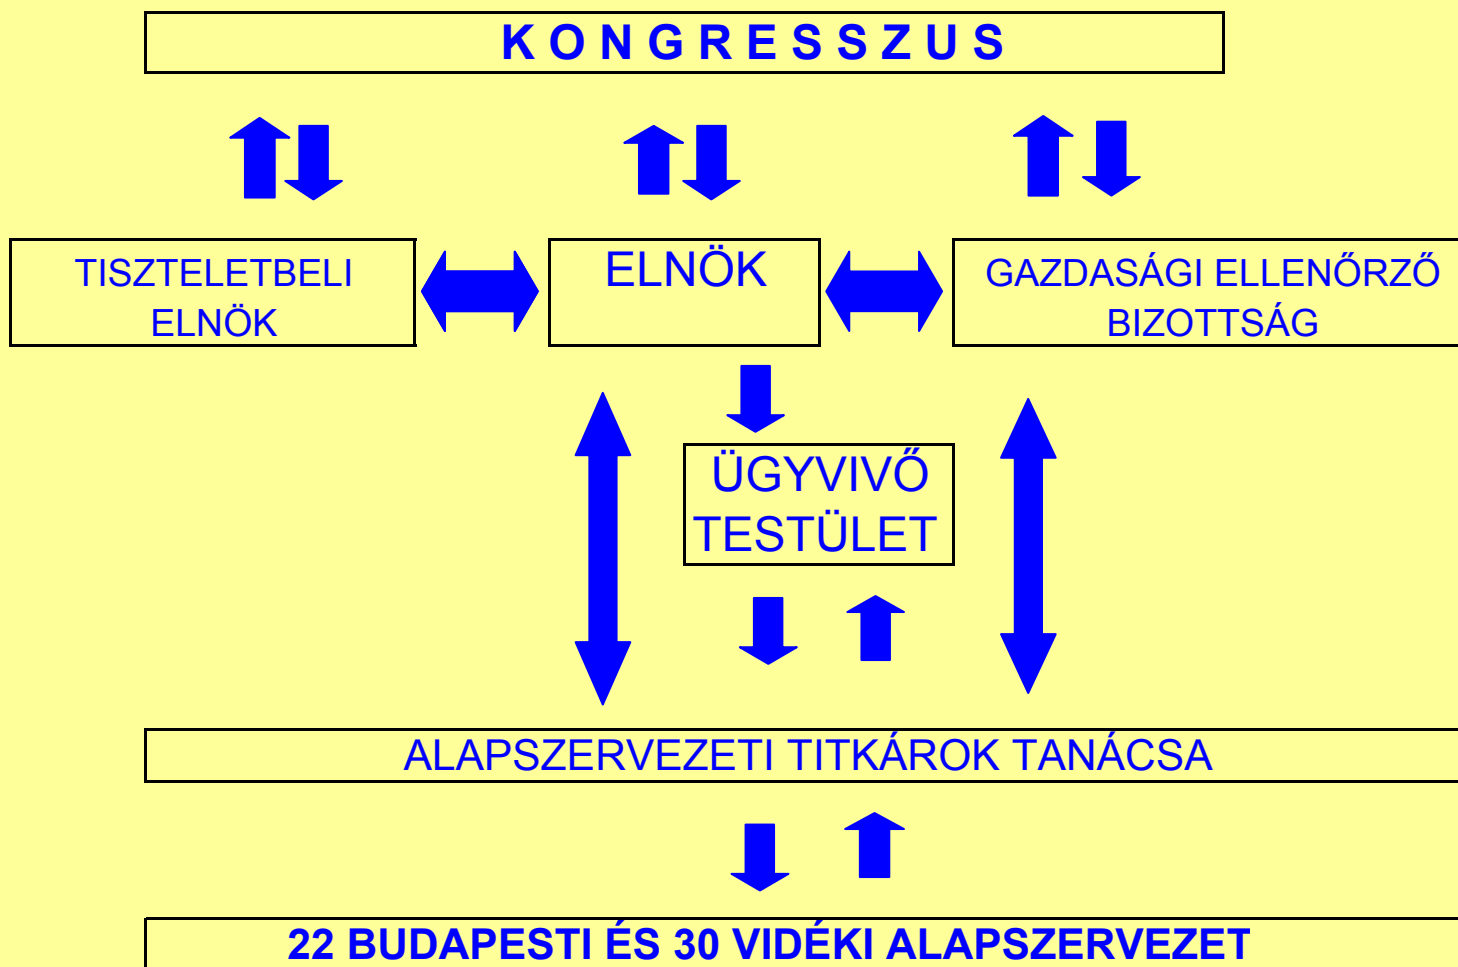 K O N G R E S S Z U S
TISZTELETBELI
ELNÖK
ELNÖK
GAZDASÁGI ELLENŐRZŐ
BIZOTTSÁG
ÜGYVIVŐ
TESTÜLET
ALAPSZERVEZETI TITKÁROK TANÁCSA
22 BUDAPESTI ÉS 30 VIDÉKI ALAPSZERVEZET